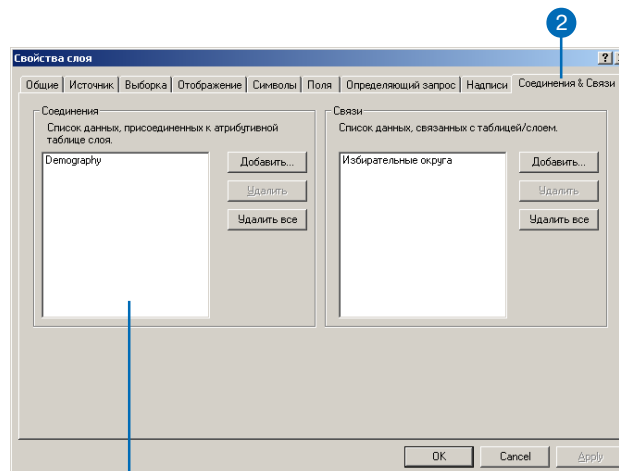 2
Свойства слоя
?
Общие Источник Выборка Отображение Символы Поля Определяющий запрос Надписи Соединения & Связи
Соединения
Список данных, присоединенных к атрибутивной
таблице слоя.
Demography
Добавить...
Удалить
Удалить все
Связи
Список данных, связанных с таблицей/слоем.
Избирательные округа
Добавить...
Удалить
Удалить все
OK Cancel Apply